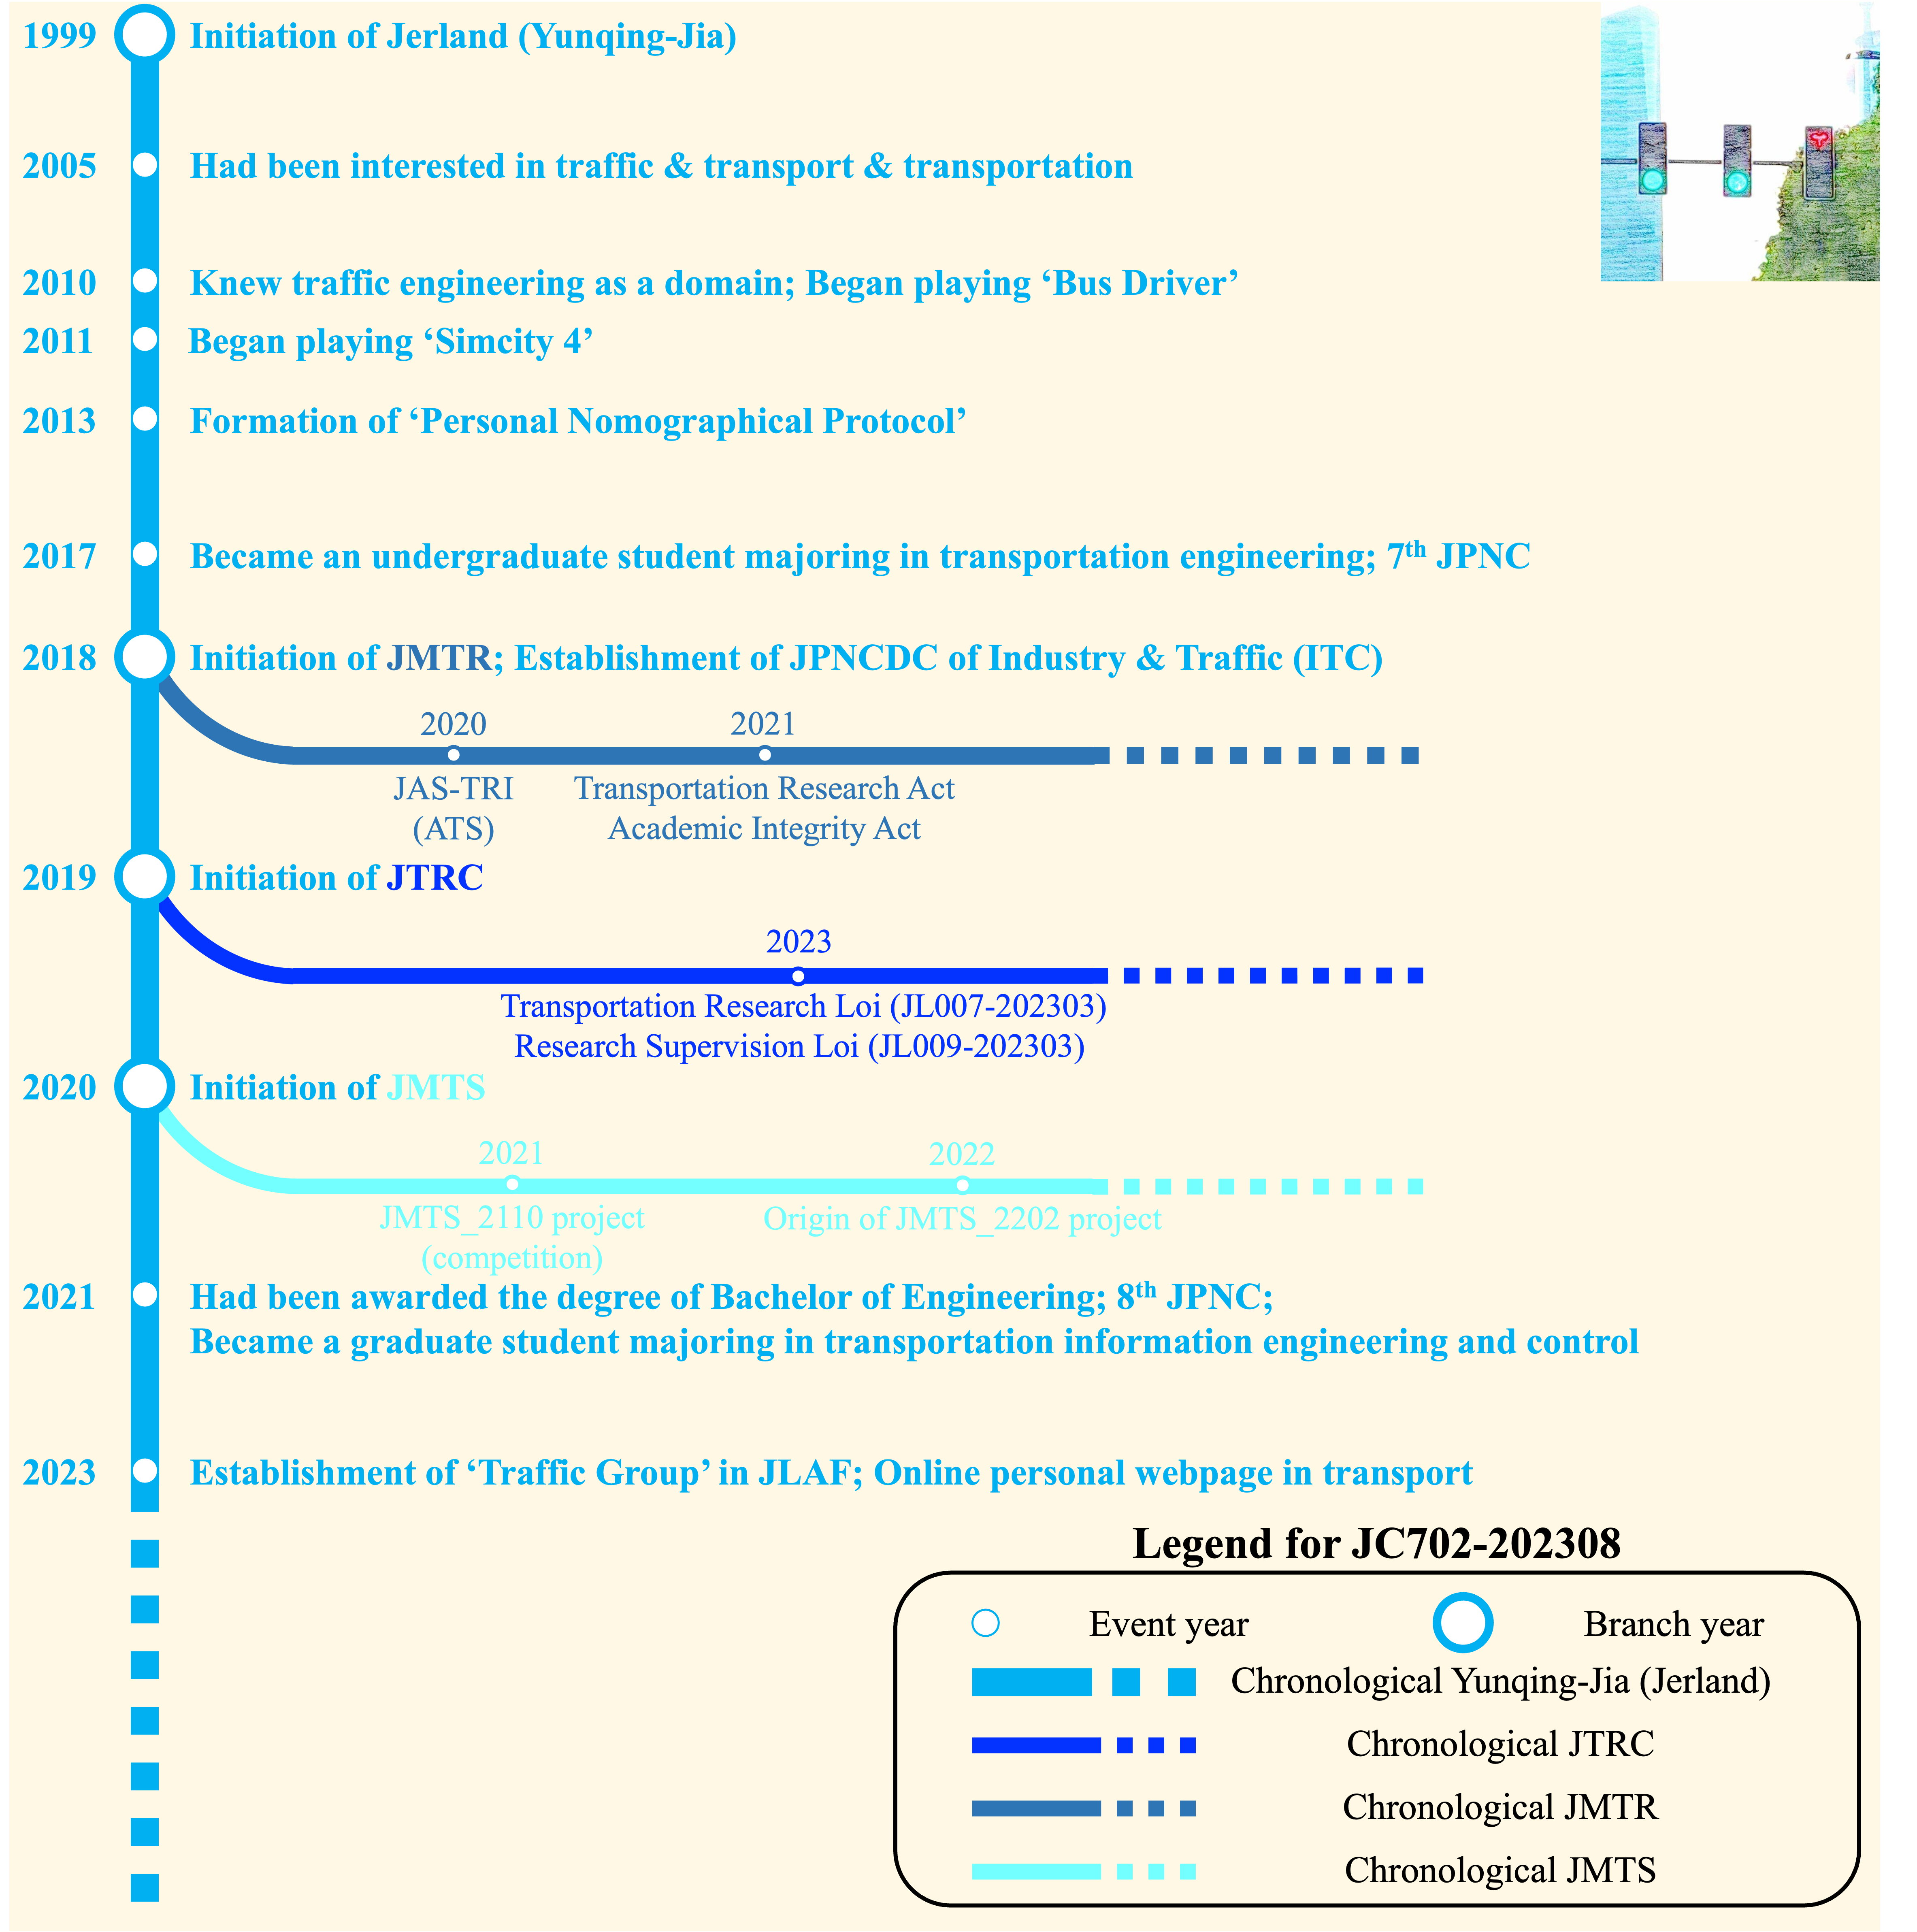 1999 Initiation of Jerland (Yunqing-Jia)
2005 Had been interested in traffic & transport & transportation
2010 Knew traffic engineering as a domain; Began playing ‘Bus Driver’
2011 Began playing ‘Simcity 4’
2013 Formation of ‘Personal Nomographical Protocol’
2017 Became an undergraduate student majoring in transportation engineering; 7th JPNC
2018 Initiation of JMTR; Establishment of JPNCDC of Industry & Traffic (ITC)
2020 2021
JAS-TRI Transportation Research Act
(ATS) Academic Integrity Act
2019 Initiation of JTRC
2023
Transportation Research Loi (JL007-202303)
Research Supervision Loi (JL009-202303)
2020 Initiation of JMTS
2021 2022
JMTS_2110 project Origin of JMTS_2202 project
(competition)
2021 Had been awarded the degree of Bachelor of Engineering; 8th JPNC;
Became a graduate student majoring in transportation information engineering and control
2023 Establishment of ‘Traffic Group’ in JLAF; Online personal webpage in transport
Legend for JC702-202308
Event year Branch year
Chronological Yunqing-Jia (Jerland)
Chronological JTRC
Chronological JMTR
Chronological JMTS